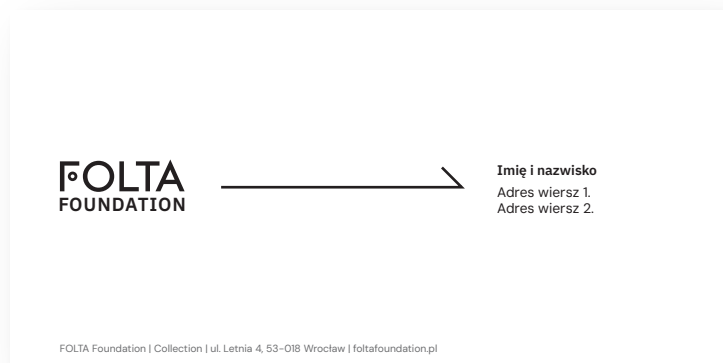 FOLTA
FOUNDATION
Imię i nazwisko
Adres wiersz 1.
Adres wiersz 2.
FOLTA Foundation | Collection | ul. Letnia 4, 53-018 Wrocław | foltafoundation.pl